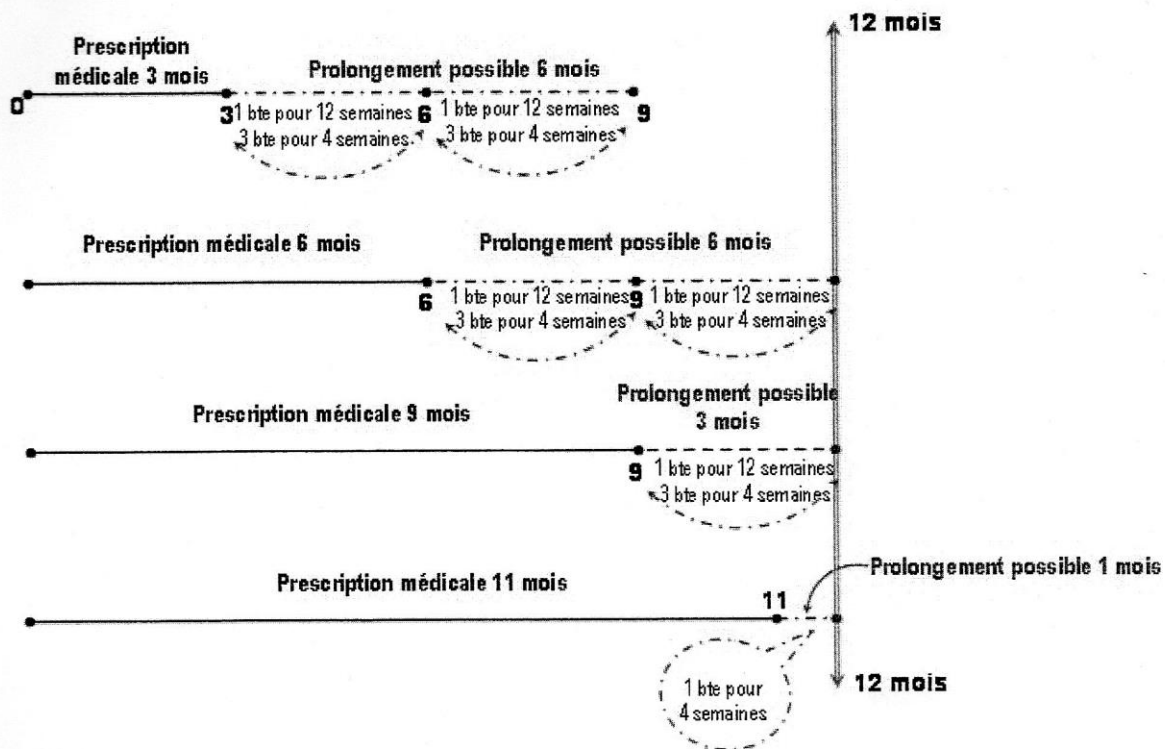 12 mois
Prescription
médicale 3 mois
Prolongement possible 6 mois
0
3
1 bte pour 12 semaines
3 bte pour 4 semaines
6
1 bte pour 12 semaines
3 bte pour 4 semaines
9
Prescription médicale 6 mois
Prolongement possible 6 mois
6
1 bte pour 12 semaines
3 bte pour 4 semaines
9
1 bte pour 12 semaines
3 bte pour 4 semaines
Prescription médicale 9 mois
Prolongement possible
3 mois
9
1 bte pour 12 semaines
3 bte pour 4 semaines
Prescription médicale 11 mois
11
Prolongement possible 1 mois
1 bte pour
4 semaines
12 mois